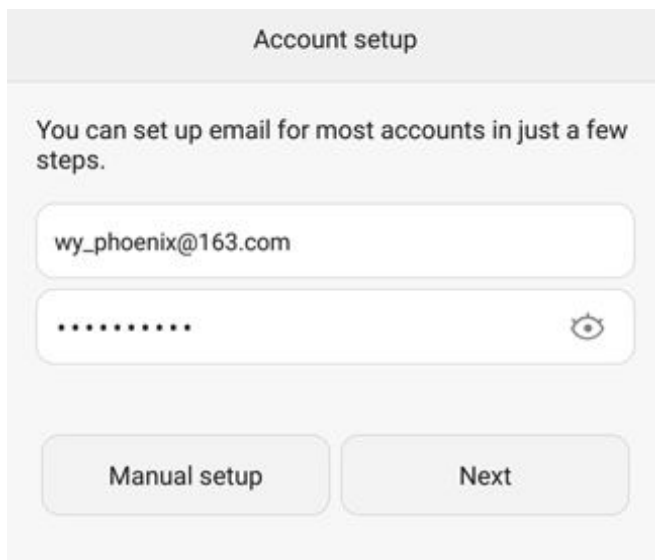 Account setup
You can set up email for most accounts in just a few
steps.
wy_phoenix@163.com
••••••••••
Manual setup
Next